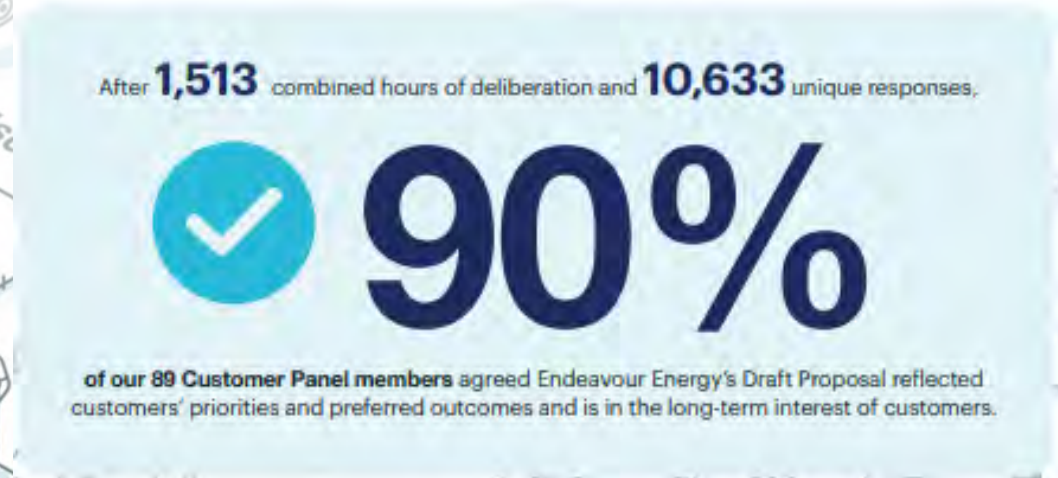 After 1,513 combined hours of deliberation and 10,633 unique responses,
90%
of our 89 Customer Panel members agreed Endeavour Energy's Draft Proposal reflected
customers' priorities and preferred outcomes and is in the long-term interest of customers.